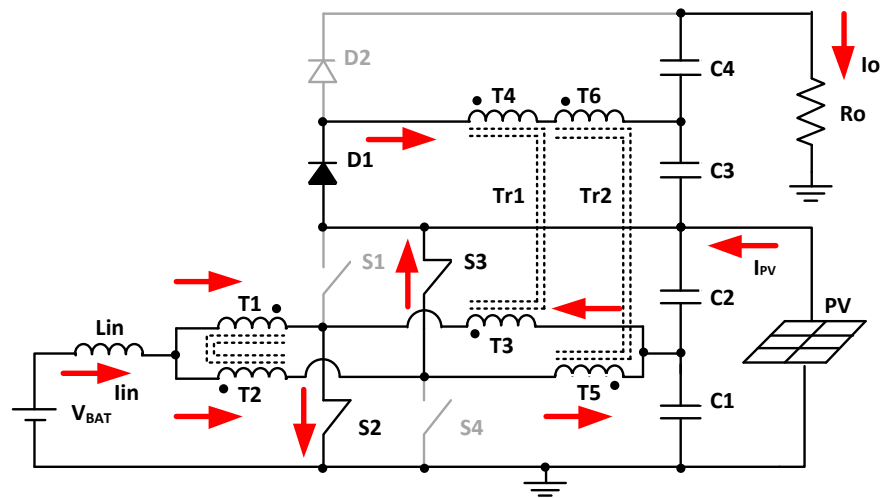 D2
C4
Io
Ro
T4
T6
D1
C3
Tr1
Tr2
S1
S3
IPV
C2
PV
T1
Lin
T3
Iin
T2
T5
VBAT
S2
S4
C1